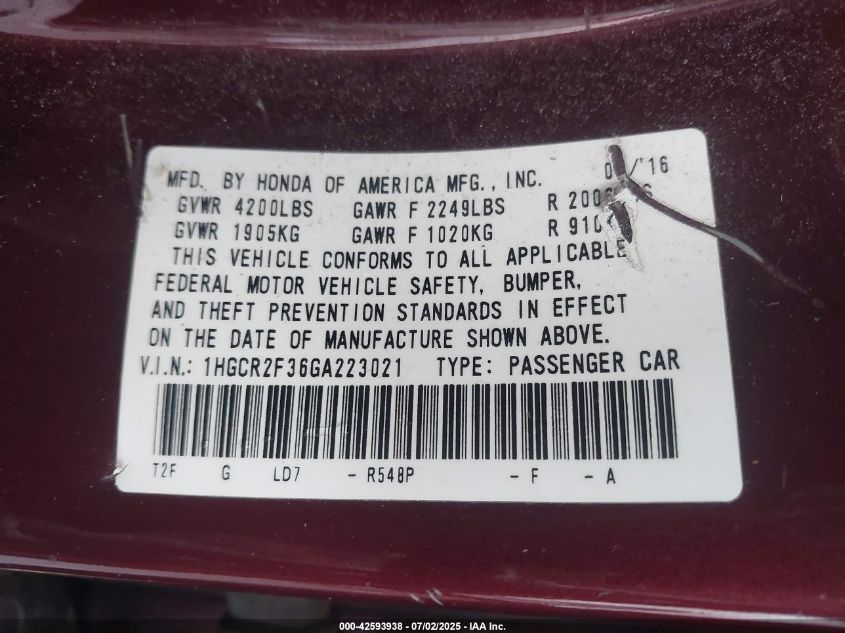 MFD. BY HONDA OF AMERICA MFG., INC. /'16
GVWR 4200LBS GAWR F 2249LBS R
GVWR 1905KG GAWR F 1020KG R
THIS VEHICLE CONFORMS TO ALL APPLICABLE
FEDERAL MOTOR VEHICLE SAFETY, BUMPER,
AND THEFT PREVENTION STANDARDS IN EFFECT
ON THE DATE OF MANUFACTURE SHOWN ABOVE.
V.I.N.: 1HGCR2F36GA223021 TYPE: PASSENGER CAR
T2F G LD7 - R548P - F - A
000-42593938 - 07/02/2025 - IAA Inc.